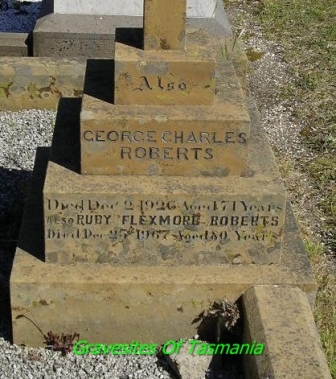 Also
GEORGE CHARLES
ROBERTS
Died Dec 2 1926 Aged 71 Years
Also RUBY FLEXMORE ROBERTS
Died Dec 25th 1967 Aged 80 Years
Gravesites Of Tasmania